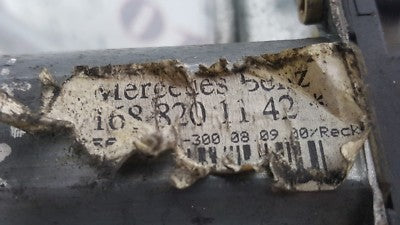 Mercedes Benz
168 820 11 42
-300 08 09 00/Reck